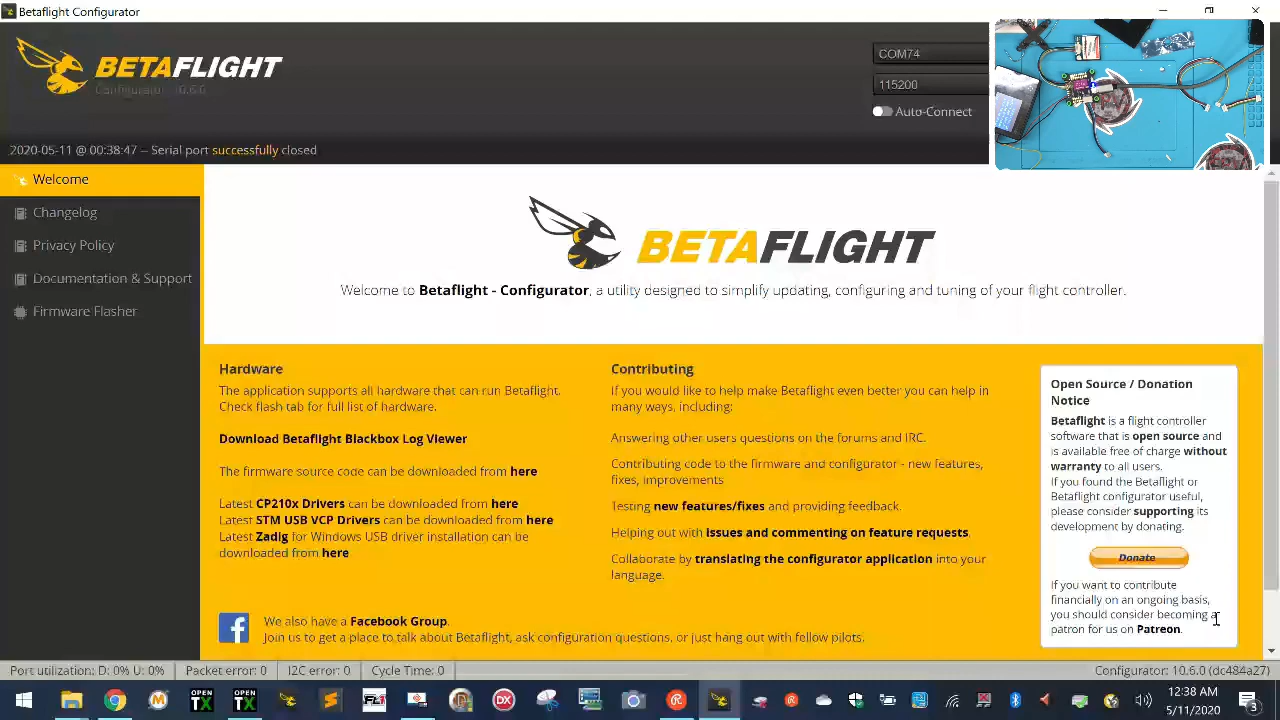 Betaflight Configurator
BETAFLIGHT
Configurator 10.6.0
COM74
115200
Auto-Connect
2020-05-11 @ 00:38:47 -- Serial port successfully closed
Welcome
Changelog
Privacy Policy
Documentation & Support
Firmware Flasher
BETAFLIGHT
Welcome to Betaflight - Configurator, a utility designed to simplify updating, configuring and tuning of your flight controller.
Hardware
The application supports all hardware that can run Betaflight.
Check flash tab for full list of hardware.
Download Betaflight Blackbox Log Viewer
The firmware source code can be downloaded from here
Latest CP210x Drivers can be downloaded from here
Latest STM USB VCP Drivers can be downloaded from here
Latest Zadig for Windows USB driver installation can be
downloaded from here
Contributing
If you would like to help make Betaflight even better you can help in
many ways, including:
Answering other users questions on the forums and IRC.
Contributing code to the firmware and configurator - new features,
fixes, improvements
Testing new features/fixes and providing feedback.
Helping out with issues and commenting on feature requests.
Collaborate by translating the configurator application into your
language.
Open Source / Donation
Notice
Betaflight is a flight controller
software that is open source and
is available free of charge without
warranty to all users.
If you found the Betaflight or
Betaflight configurator useful,
please consider supporting its
development by donating.
Donate
If you want to contribute
financially on an ongoing basis,
you should consider becoming a
patron for us on Patreon.
We also have a Facebook Group.
Join us to get a place to talk about Betaflight, ask configuration questions, or just hang out with fellow pilots.
Port utilization: D: 0% U: 0%
Packet error: 0
I2C error: 0
Cycle Time: 0
Configurator: 10.6.0 (dc484a27)
OPEN TX
OPEN TX
DX
12:38 AM
5/11/2020
3